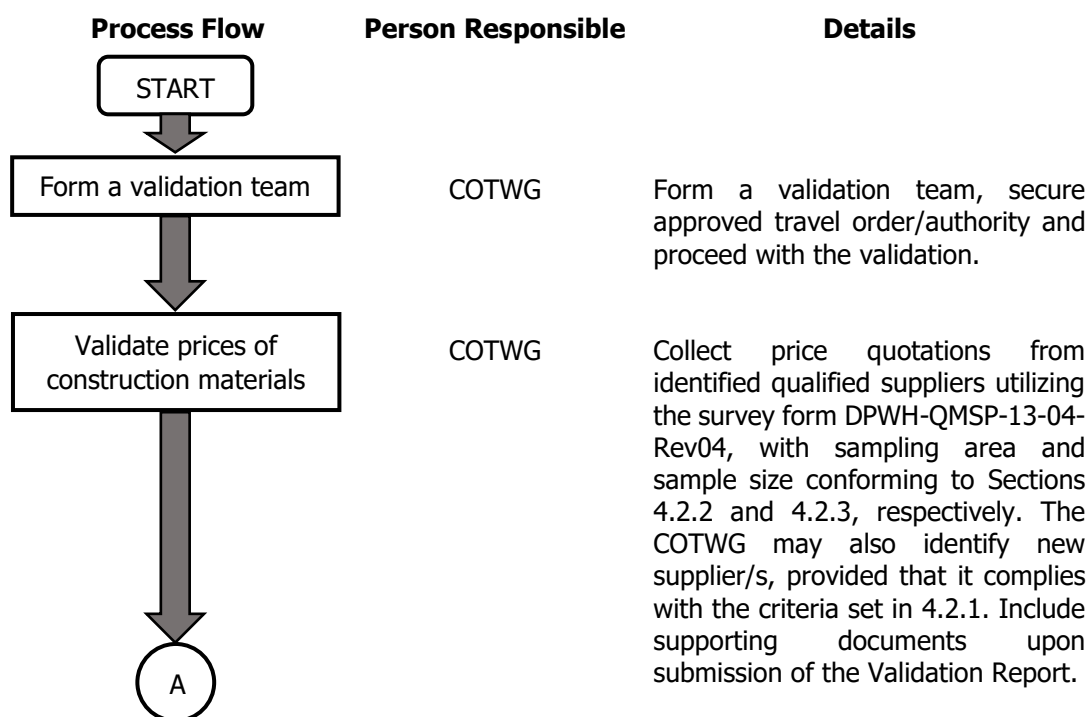 Process Flow
Person Responsible
Details
START
Form a validation team
COTWG
Form a validation team, secure
approved travel order/authority and
proceed with the validation.
Validate prices of
construction materials
COTWG
Collect price quotations from
identified qualified suppliers utilizing
the survey form DPWH-QMSP-13-04-
Rev04, with sampling area and
sample size conforming to Sections
4.2.2 and 4.2.3, respectively. The
COTWG may also identify new
supplier/s, provided that it complies
with the criteria set in 4.2.1. Include
supporting documents upon
submission of the Validation Report.
A